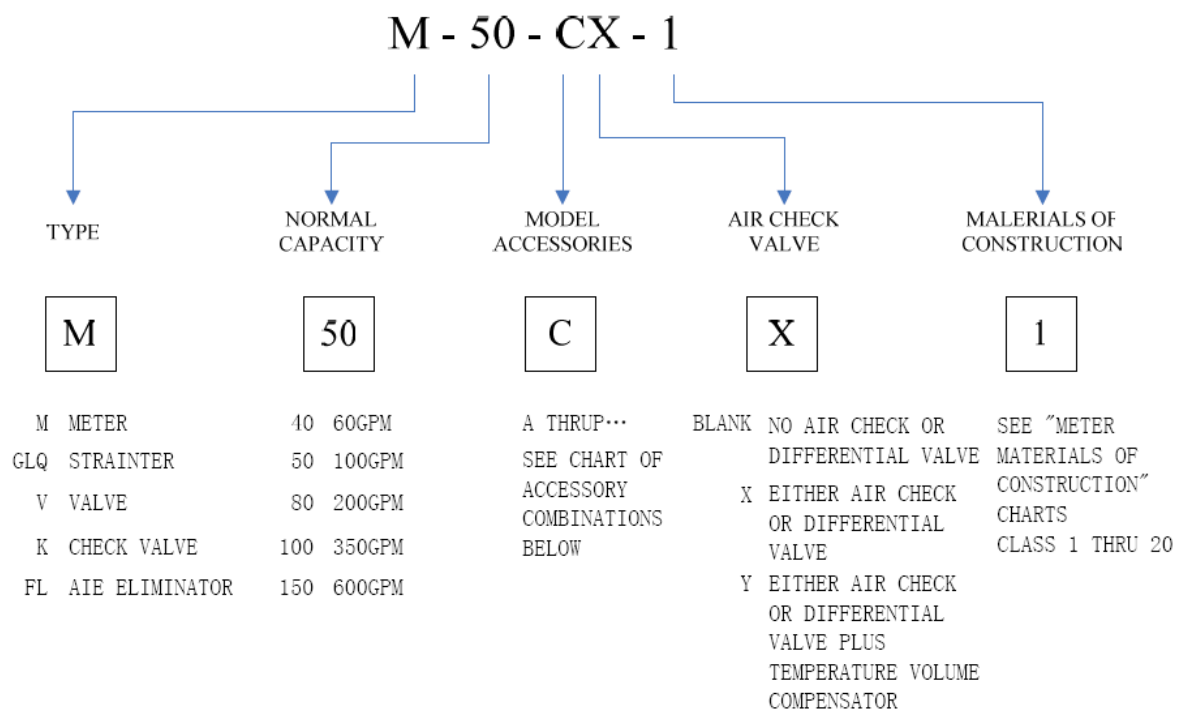 M - 50 - CX - 1
TYPE
NORMAL
CAPACITY
MODEL
ACCESSORIES
AIR CHECK
VALVE
MALERIALS OF
CONSTRUCTION
M
50
C
X
1
M METER
GLQ STRAINTER
V VALVE
K CHECK VALVE
FL AIE ELIMINATOR
40 60GPM
50 100GPM
80 200GPM
100 350GPM
150 600GPM
A THRUP···
SEE CHART OF
ACCESSORY
COMBINATIONS
BELOW
BLANK NO AIR CHECK OR
DIFFERENTIAL VALVE
X EITHER AIR CHECK
OR DIFFERENTIAL
VALVE
Y EITHER AIR CHECK
OR DIFFERENTIAL
VALVE PLUS
TEMPERATURE VOLUME
COMPENSATOR
SEE "METER
MATERIALS OF
CONSTRUCTION"
CHARTS
CLASS 1 THRU 20